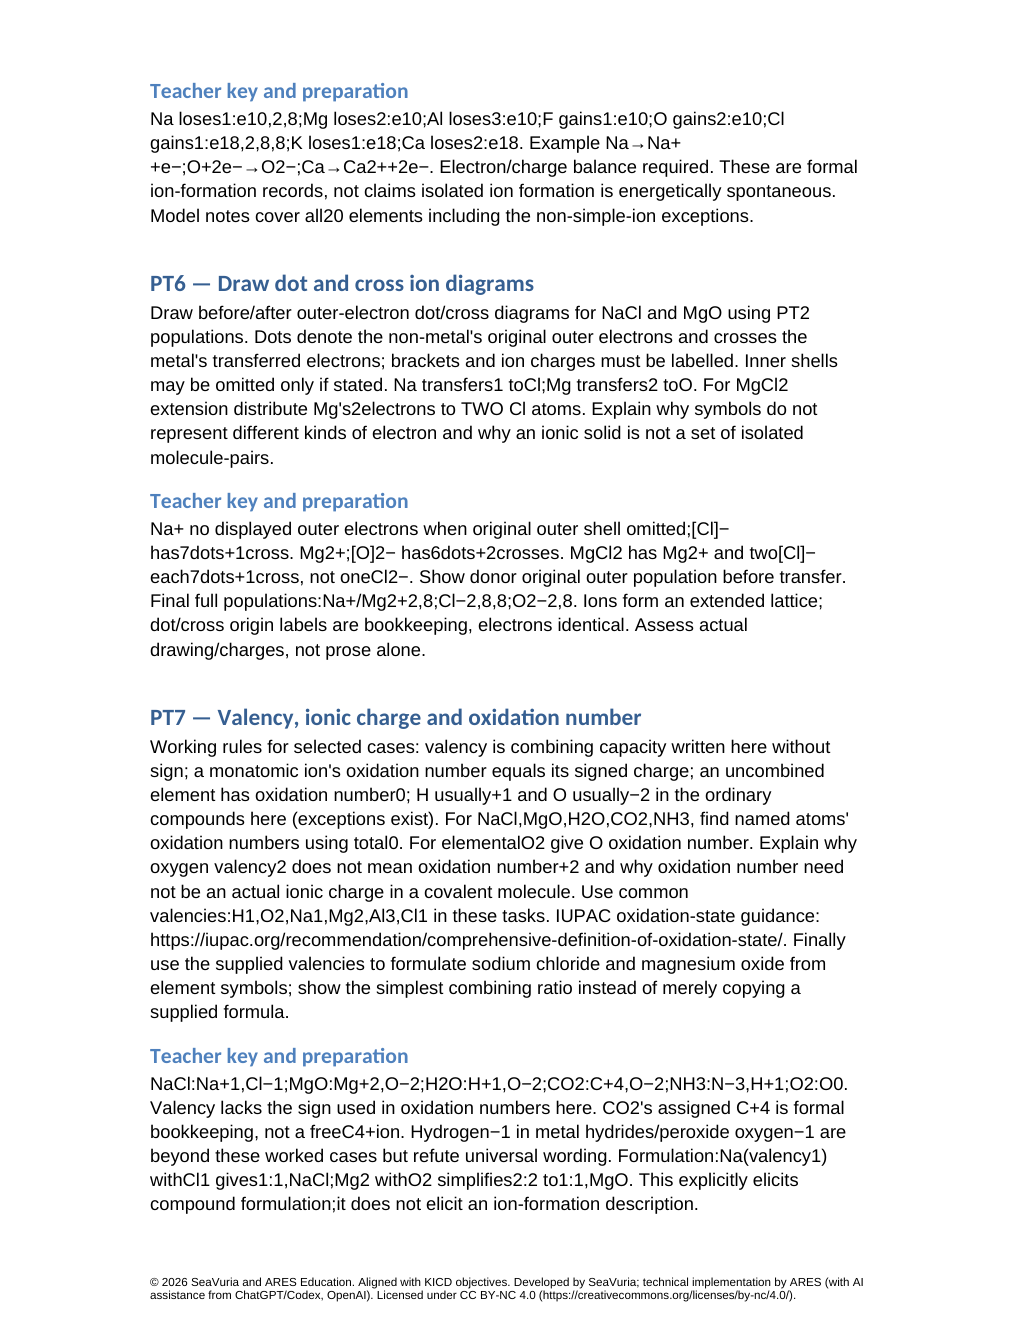 Teacher key and preparation
Na loses1:e10,2,8;Mg loses2:e10;Al loses3:e10;F gains1:e10;O gains2:e10;Cl
gains1:e18,2,8,8;K loses1:e18;Ca loses2:e18. Example Na→Na+
+e−;O+2e−→O2−;Ca→Ca2++2e−. Electron/charge balance required. These are formal
ion-formation records, not claims isolated ion formation is energetically spontaneous.
Model notes cover all20 elements including the non-simple-ion exceptions.
PT6 — Draw dot and cross ion diagrams
Draw before/after outer-electron dot/cross diagrams for NaCl and MgO using PT2
populations. Dots denote the non-metal's original outer electrons and crosses the
metal's transferred electrons; brackets and ion charges must be labelled. Inner shells
may be omitted only if stated. Na transfers1 toCl;Mg transfers2 toO. For MgCl2
extension distribute Mg's2electrons to TWO Cl atoms. Explain why symbols do not
represent different kinds of electron and why an ionic solid is not a set of isolated
molecule-pairs.
Teacher key and preparation
Na+ no displayed outer electrons when original outer shell omitted;[Cl]−
has7dots+1cross. Mg2+;[O]2− has6dots+2crosses. MgCl2 has Mg2+ and two[Cl]−
each7dots+1cross, not oneCl2−. Show donor original outer population before transfer.
Final full populations:Na+/Mg2+2,8;Cl−2,8,8;O2−2,8. Ions form an extended lattice;
dot/cross origin labels are bookkeeping, electrons identical. Assess actual
drawing/charges, not prose alone.
PT7 — Valency, ionic charge and oxidation number
Working rules for selected cases: valency is combining capacity written here without
sign; a monatomic ion's oxidation number equals its signed charge; an uncombined
element has oxidation number0; H usually+1 and O usually−2 in the ordinary
compounds here (exceptions exist). For NaCl,MgO,H2O,CO2,NH3, find named atoms'
oxidation numbers using total0. For elementalO2 give O oxidation number. Explain why
oxygen valency2 does not mean oxidation number+2 and why oxidation number need
not be an actual ionic charge in a covalent molecule. Use common
valencies:H1,O2,Na1,Mg2,Al3,Cl1 in these tasks. IUPAC oxidation-state guidance:
https://iupac.org/recommendation/comprehensive-definition-of-oxidation-state/. Finally
use the supplied valencies to formulate sodium chloride and magnesium oxide from
element symbols; show the simplest combining ratio instead of merely copying a
supplied formula.
Teacher key and preparation
NaCl:Na+1,Cl−1;MgO:Mg+2,O−2;H2O:H+1,O−2;CO2:C+4,O−2;NH3:N−3,H+1;O2:O0.
Valency lacks the sign used in oxidation numbers here. CO2's assigned C+4 is formal
bookkeeping, not a freeC4+ion. Hydrogen−1 in metal hydrides/peroxide oxygen−1 are
beyond these worked cases but refute universal wording. Formulation:Na(valency1)
withCl1 gives1:1,NaCl;Mg2 withO2 simplifies2:2 to1:1,MgO. This explicitly elicits
compound formulation;it does not elicit an ion-formation description.
© 2026 SeaVuria and ARES Education. Aligned with KICD objectives. Developed by SeaVuria; technical implementation by ARES (with AI
assistance from ChatGPT/Codex, OpenAI). Licensed under CC BY-NC 4.0 (https://creativecommons.org/licenses/by-nc/4.0/).